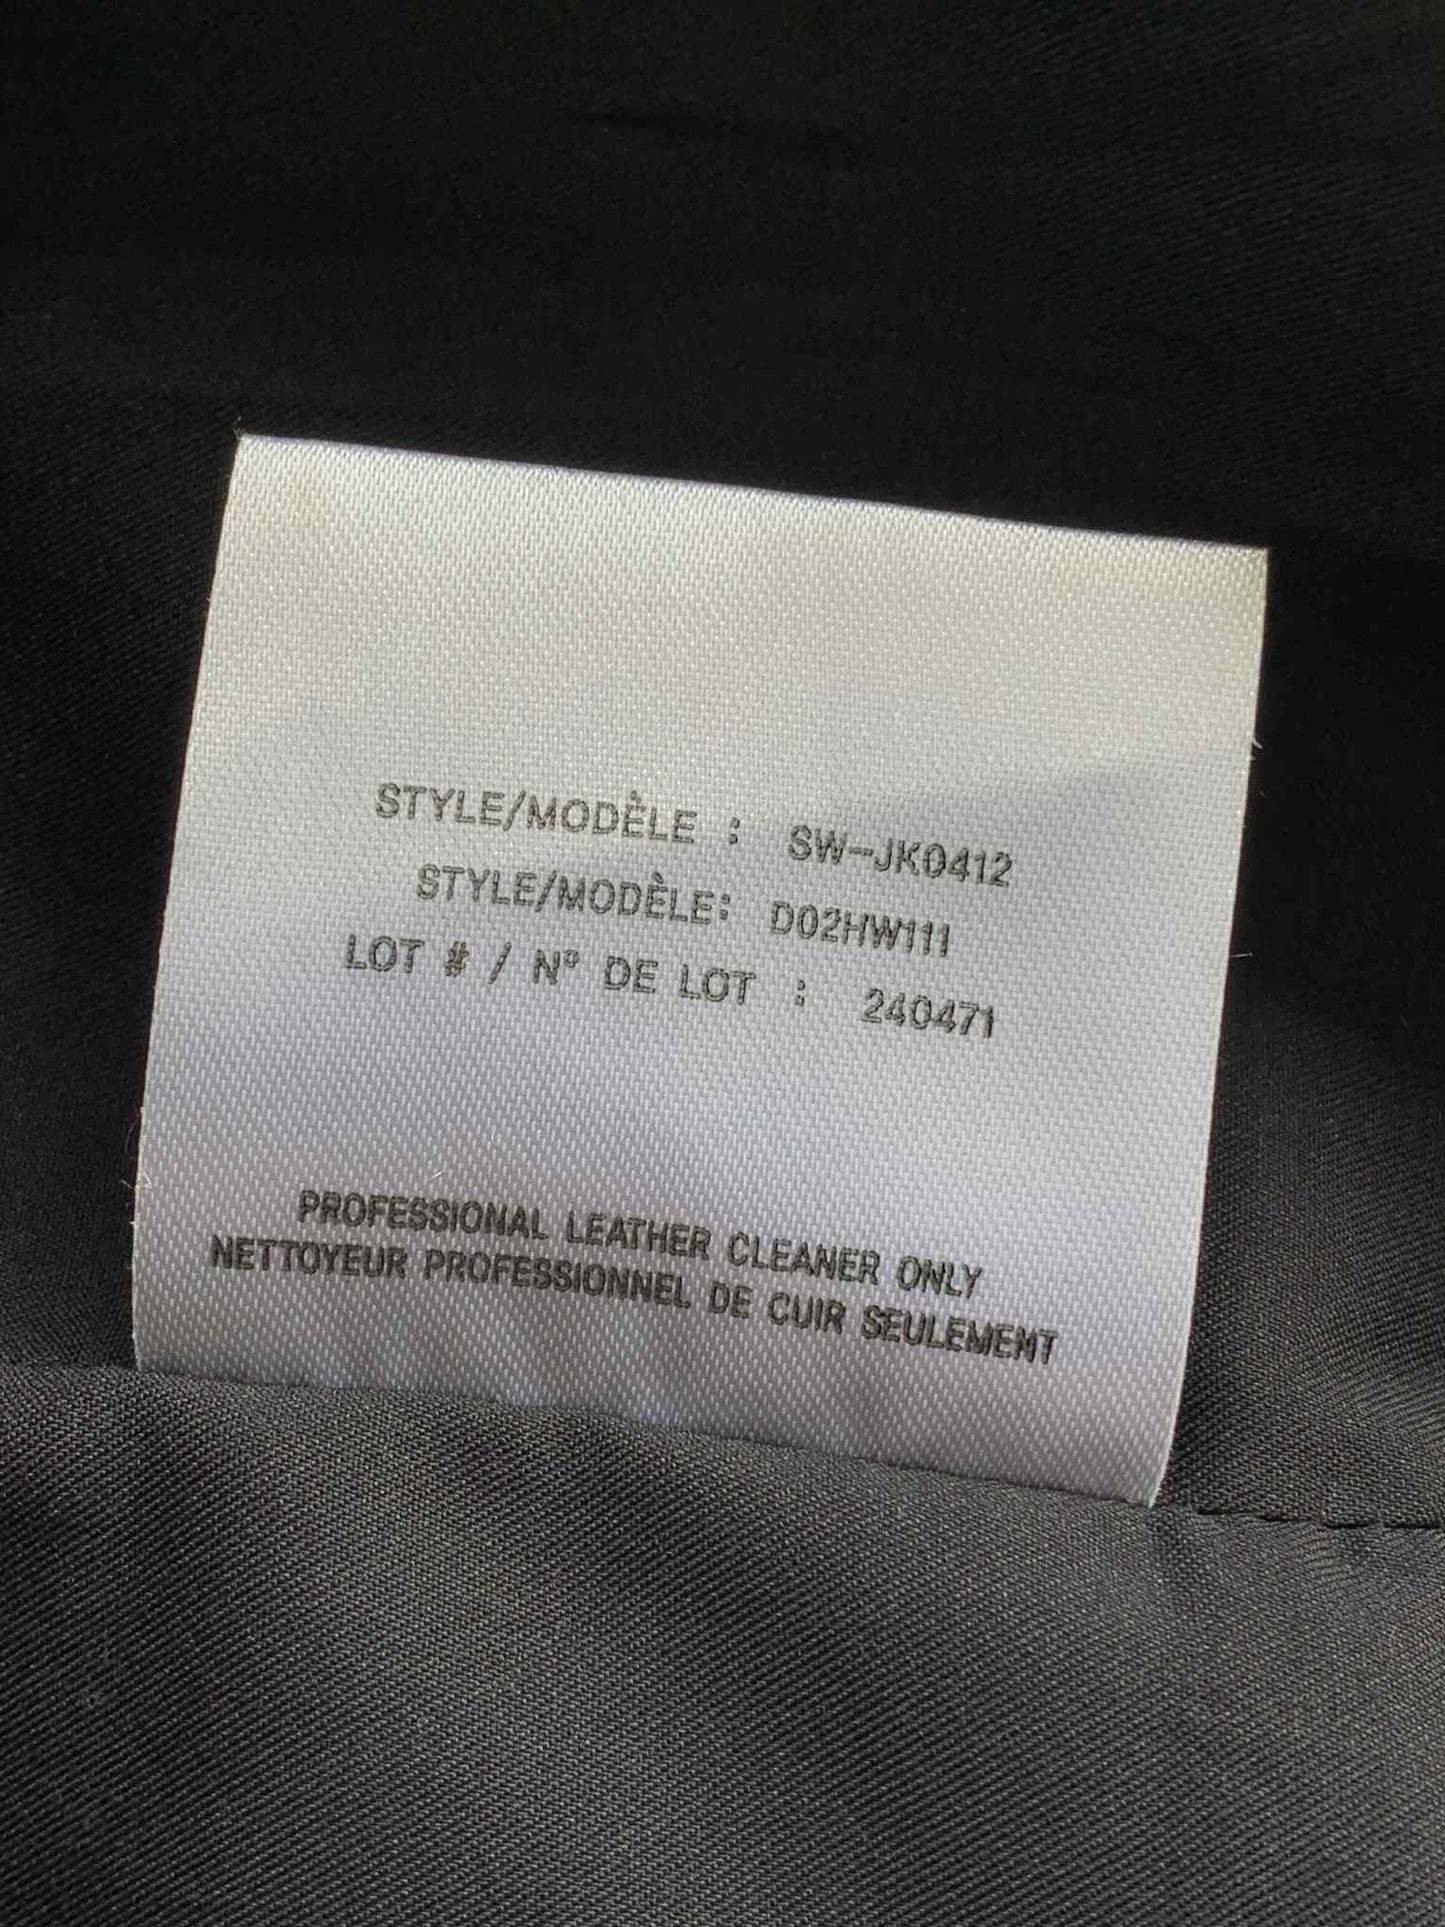 STYLE/MODÈLE : SW-JK0412
STYLE/MODÈLE: D02HW111
LOT # / Nº DE LOT : 240471
PROFESSIONAL LEATHER CLEANER ONLY
NETTOYEUR PROFESSIONNEL DE CUIR SEULEMENT